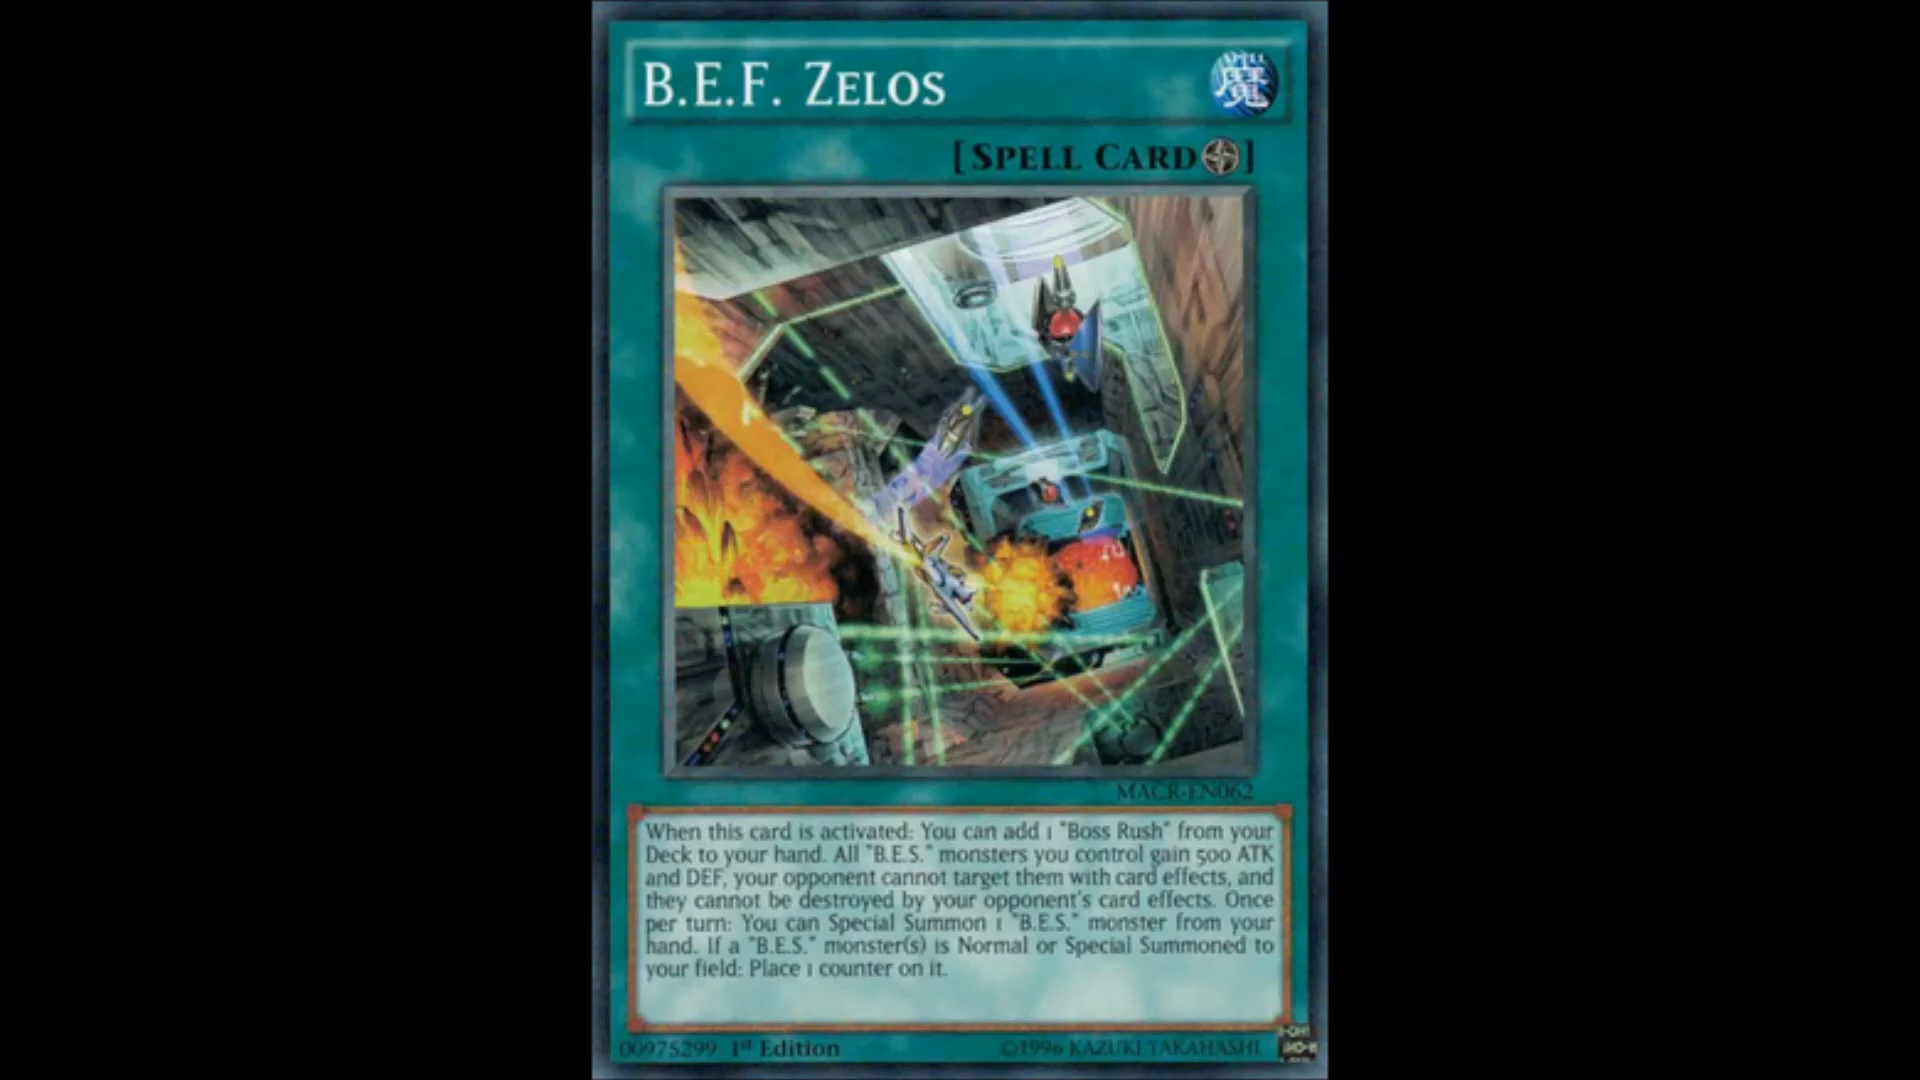 B.E.F. ZELOS
魔
[SPELL CARD]
MACR-EN062
When this card is activated: You can add 1 "Boss Rush" from your
Deck to your hand. All "B.E.S." monsters you control gain 500 ATK
and DEF, your opponent cannot target them with card effects, and
they cannot be destroyed by your opponent's card effects. Once
per turn: You can Special Summon 1 "B.E.S." monster from your
hand. If a "B.E.S." monster(s) is Normal or Special Summoned to
your field: Place 1 counter on it.
00975299 1st Edition ©1996 KAZUKI TAKAHASHI